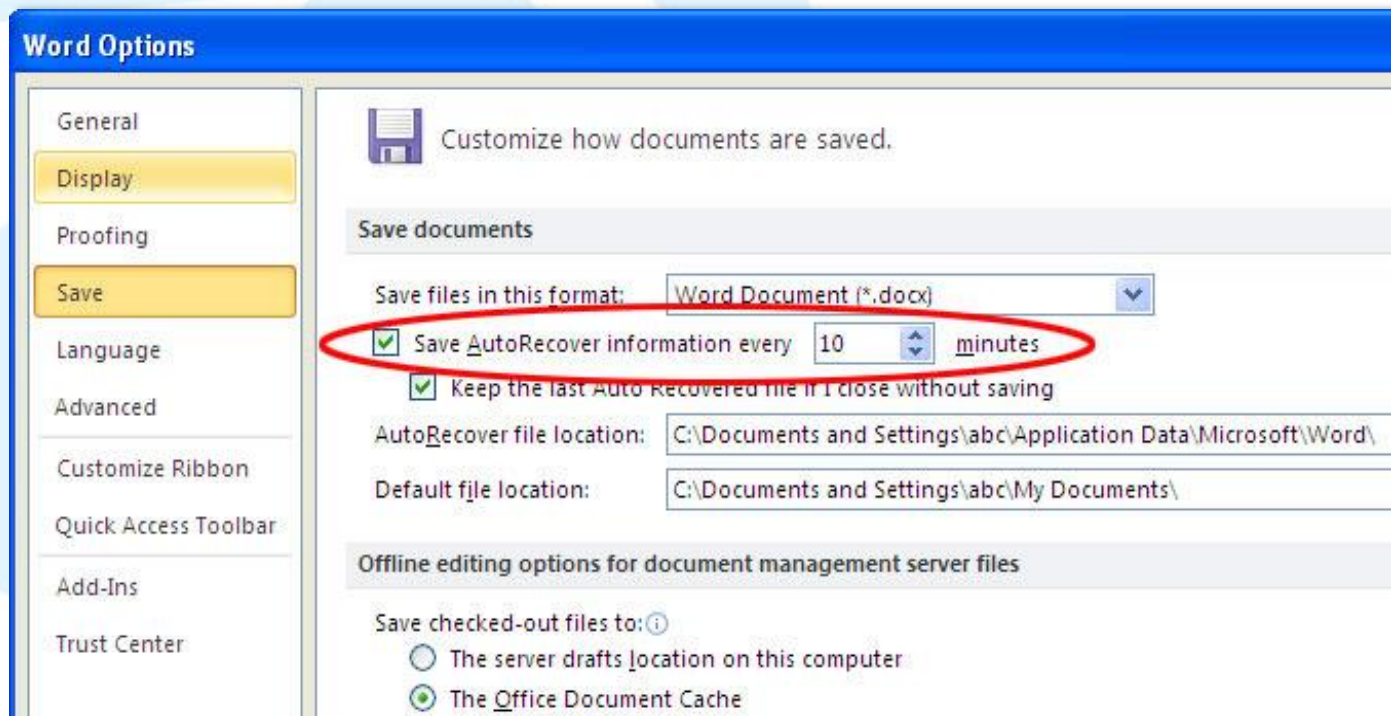 Word Options
General
Display
Proofing
Save
Language
Advanced
Customize Ribbon
Quick Access Toolbar
Add-Ins
Trust Center
Customize how documents are saved.
Save documents
Save files in this format: Word Document (*.docx)
Save AutoRecover information every 10 minutes
Keep the last Auto Recovered file if I close without saving
AutoRecover file location: C:\Documents and Settings\abc\Application Data\Microsoft\Word\
Default file location: C:\Documents and Settings\abc\My Documents\
Offline editing options for document management server files
Save checked-out files to:
The server drafts location on this computer
The Office Document Cache